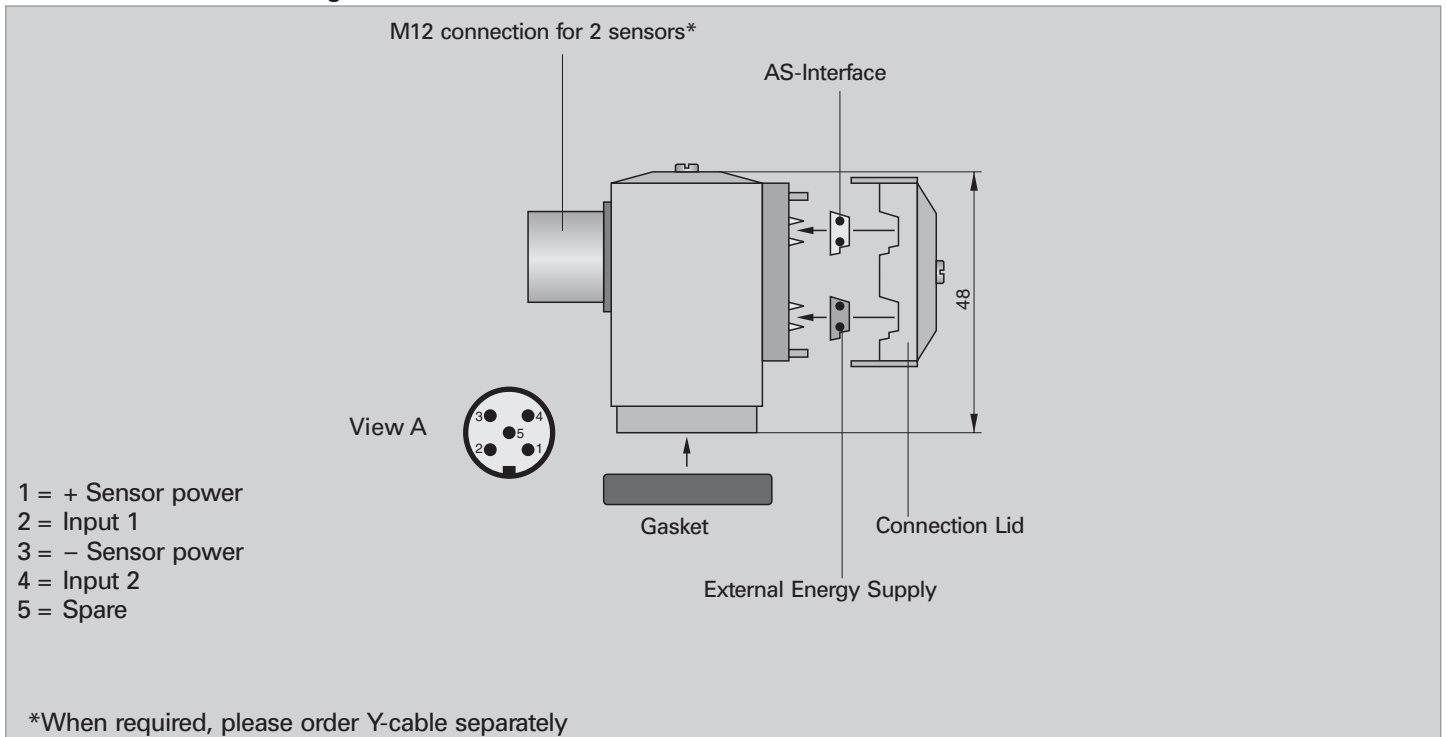 M12 connection for 2 sensors*
AS-Interface
48
View A
3
4
5
2
1
1 = + Sensor power
2 = Input 1
3 = − Sensor power
4 = Input 2
5 = Spare
Gasket
Connection Lid
External Energy Supply
*When required, please order Y-cable separately